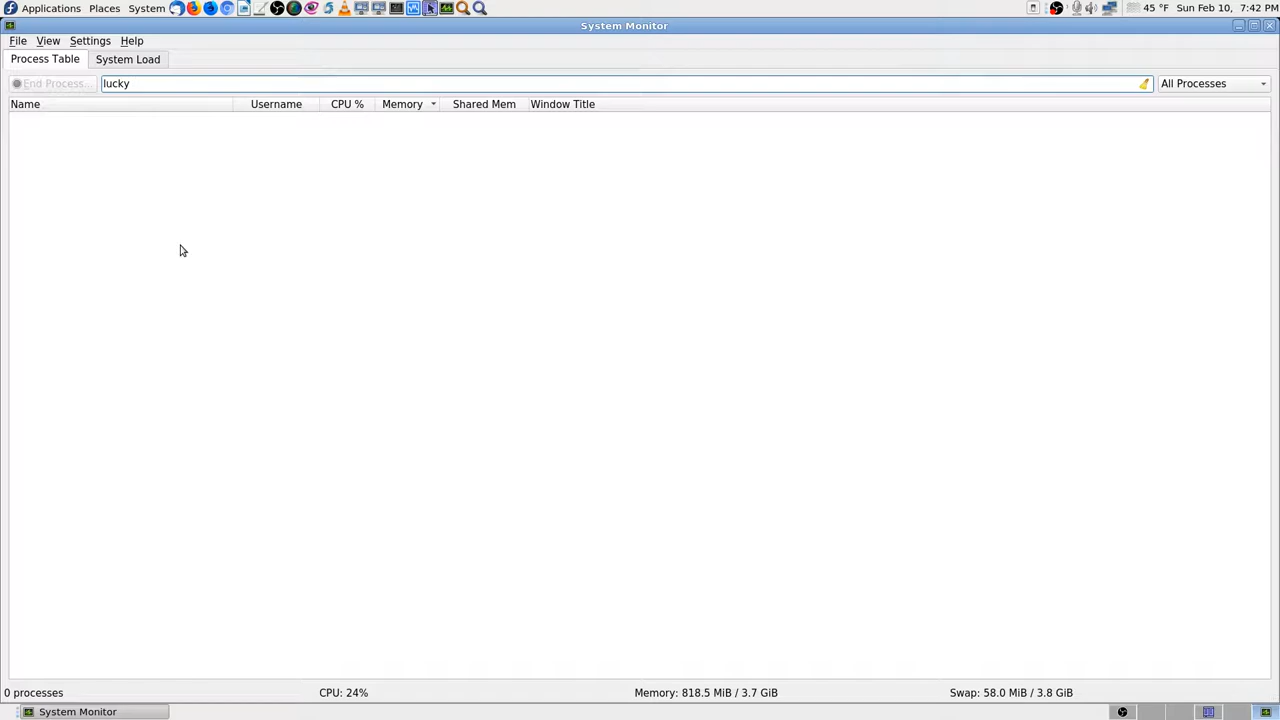 Applications Places System 45 °F Sun Feb 10, 7:42 PM
System Monitor
File View Settings Help
Process Table System Load
End Process... lucky All Processes
Name Username CPU % Memory Shared Mem Window Title
0 processes CPU: 24% Memory: 818.5 MiB / 3.7 GiB Swap: 58.0 MiB / 3.8 GiB
System Monitor